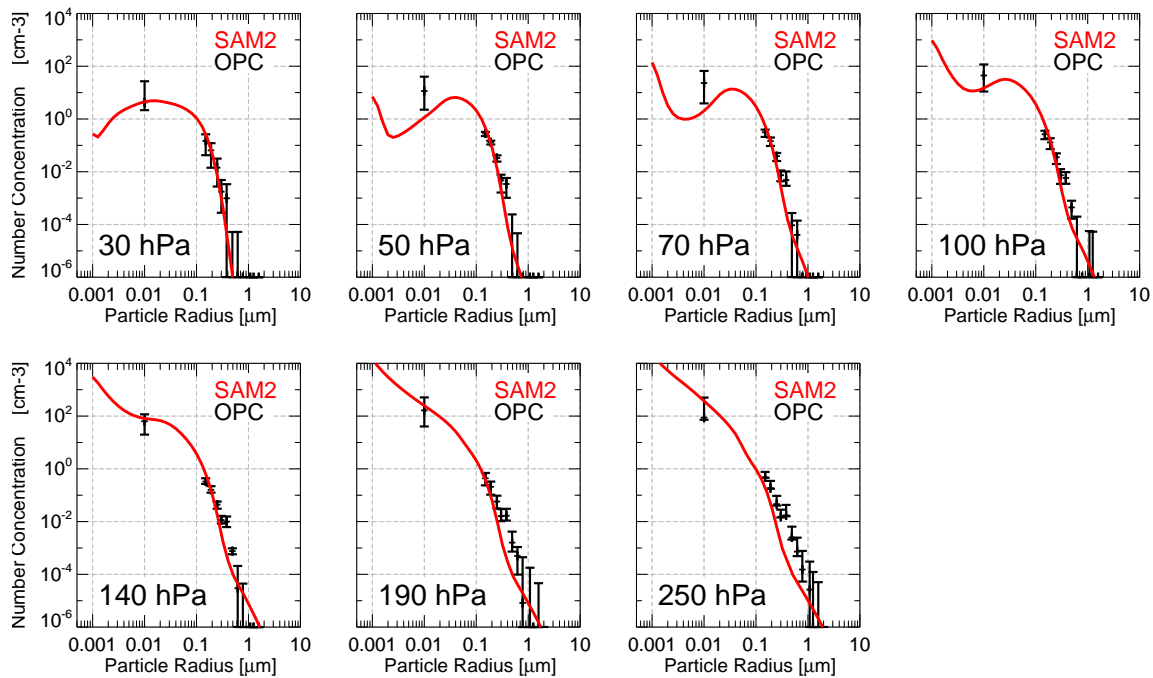 Number Concentration [cm-3]
10^4
10^2
10^0
10^-2
10^-4
10^-6
SAM2
OPC
30 hPa
0.001 0.01 0.1 1
Particle Radius [μm]
SAM2
OPC
50 hPa
0.001 0.01 0.1 1 10
Particle Radius [μm]
SAM2
OPC
70 hPa
0.001 0.01 0.1 1
Particle Radius [μm]
SAM2
OPC
100 hPa
0.001 0.01 0.1 1 10
Particle Radius [μm]
Number Concentration [cm-3]
10^4
10^2
10^0
10^-2
10^-4
10^-6
SAM2
OPC
140 hPa
0.001 0.01 0.1 1 10
Particle Radius [μm]
SAM2
OPC
190 hPa
0.001 0.01 0.1 1 10
Particle Radius [μm]
SAM2
OPC
250 hPa
0.001 0.01 0.1 1 10
Particle Radius [μm]